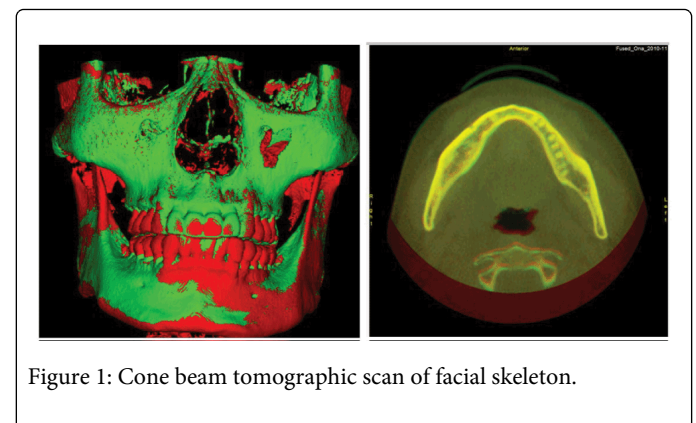 Anterior
Fused_One_2010-11
Figure 1: Cone beam tomographic scan of facial skeleton.